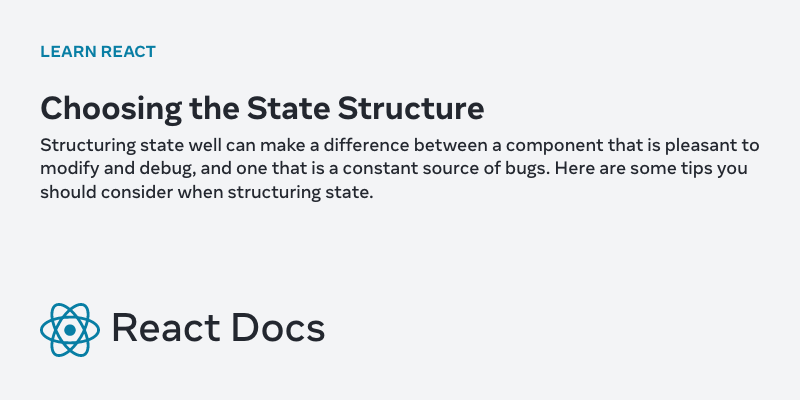 LEARN REACT
Choosing the State Structure
Structuring state well can make a difference between a component that is pleasant to
modify and debug, and one that is a constant source of bugs. Here are some tips you
should consider when structuring state.
React Docs